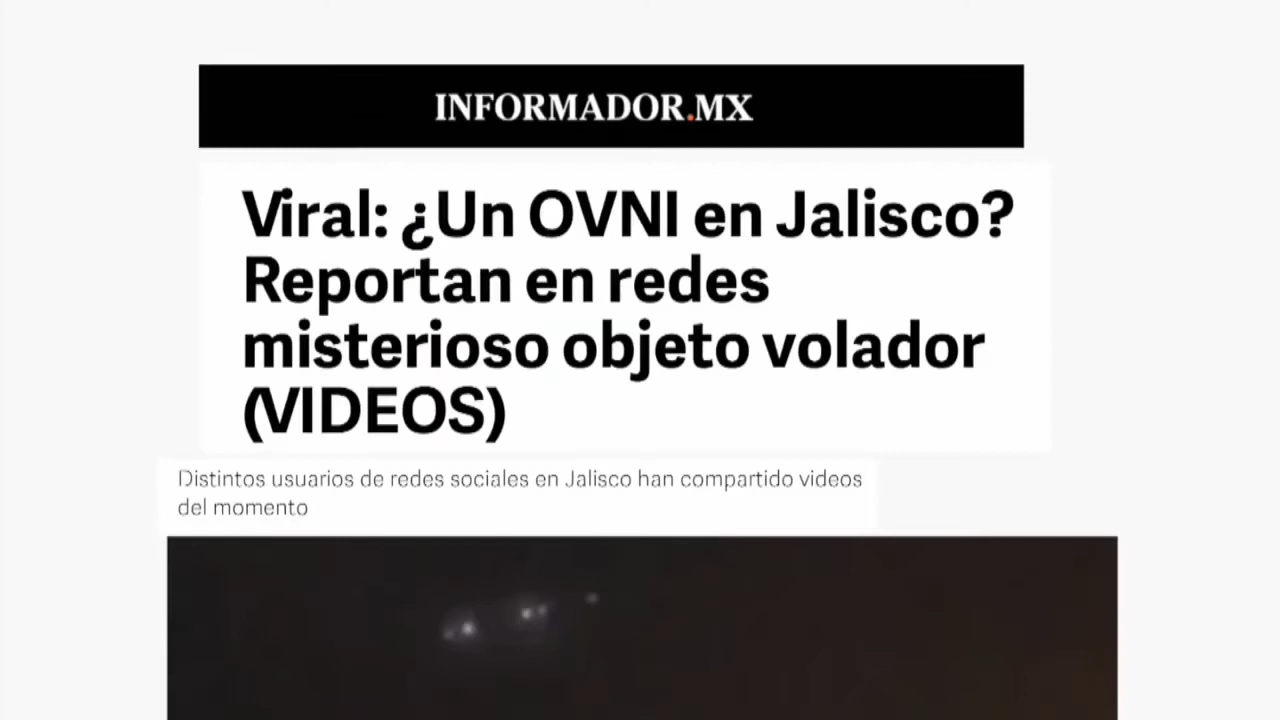 INFORMADOR.MX
Viral: ¿Un OVNI en Jalisco?
Reportan en redes
misterioso objeto volador
(VIDEOS)
Distintos usuarios de redes sociales en Jalisco han compartido videos
del momento